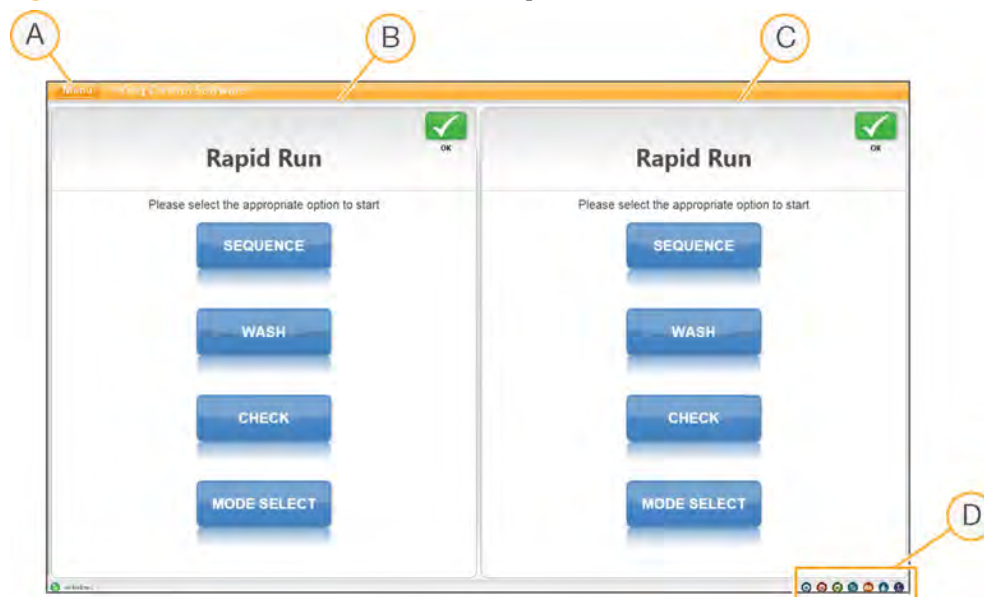 A
B
C
Menu
OK
OK
Rapid Run
Rapid Run
Please select the appropriate option to start
Please select the appropriate option to start
SEQUENCE
SEQUENCE
WASH
WASH
CHECK
CHECK
MODE SELECT
MODE SELECT
D